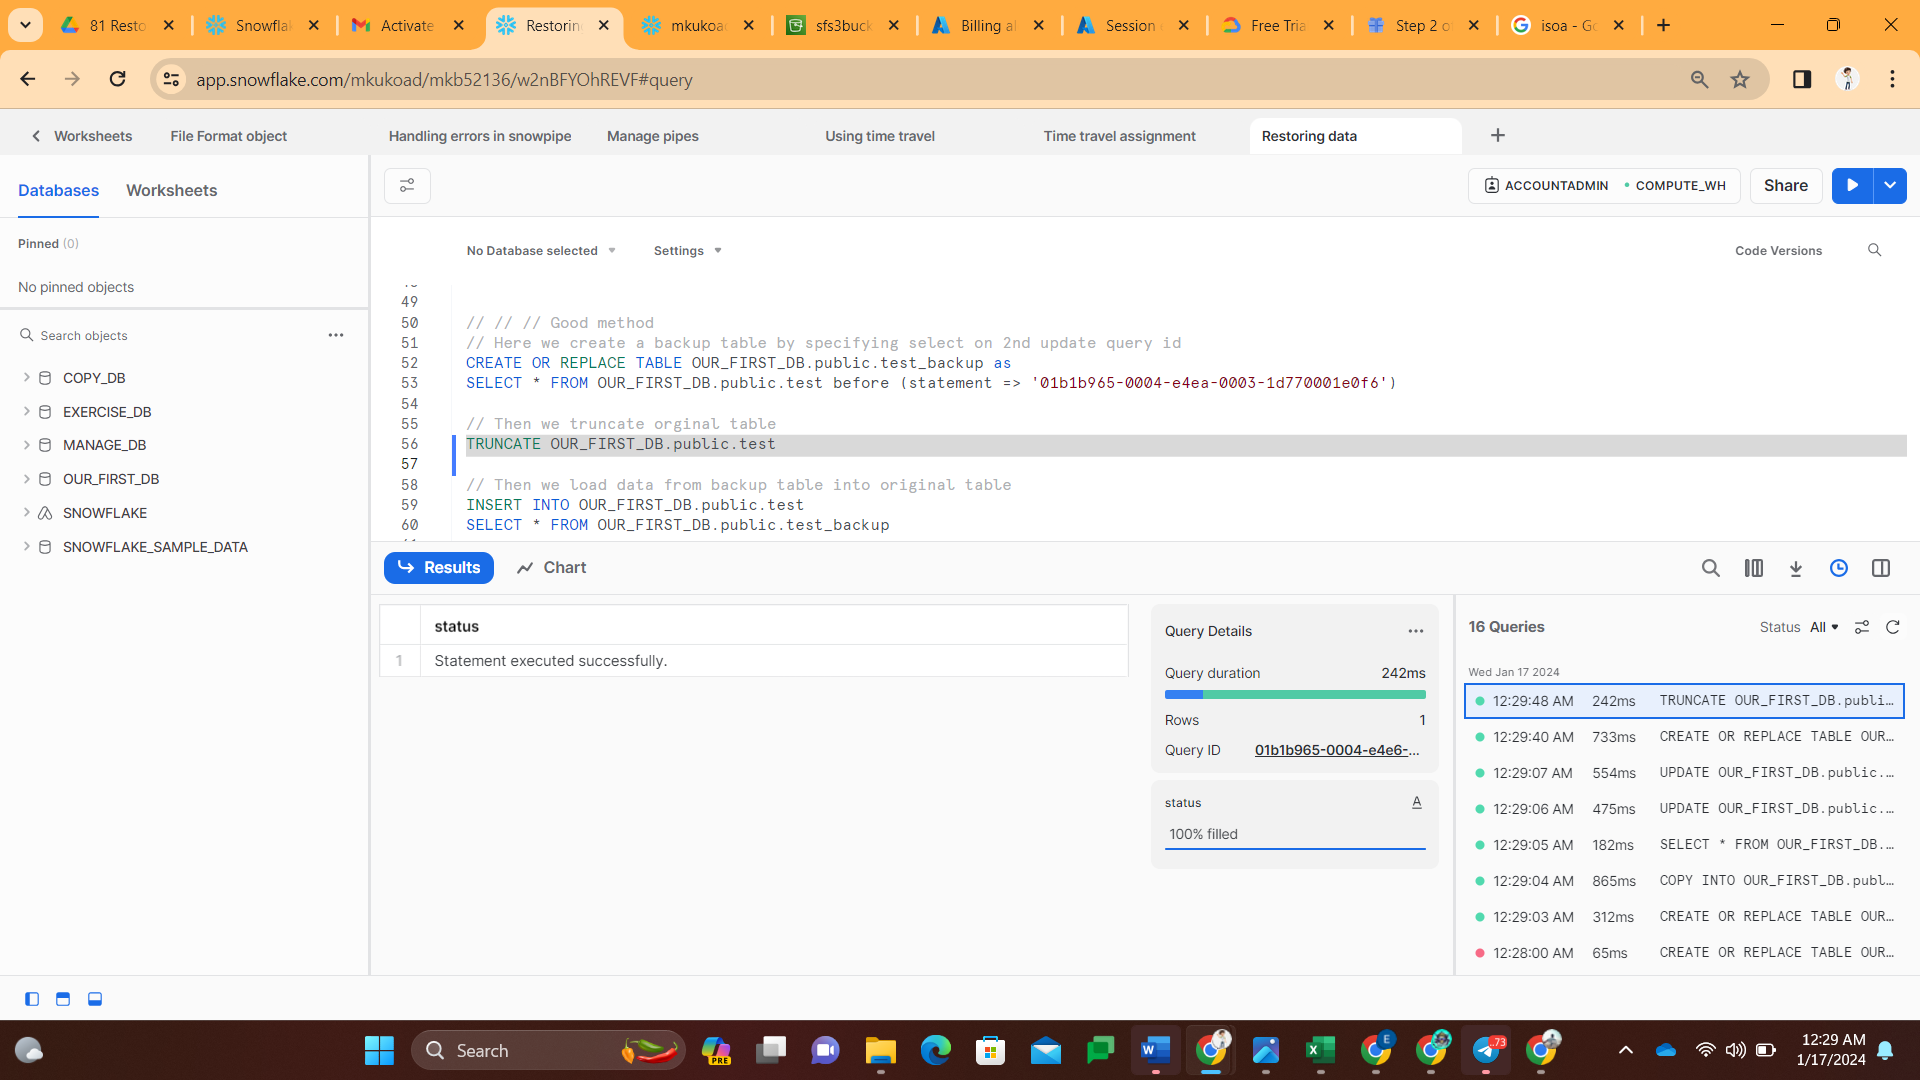 81 Resto
Snowfla
Activate
Restorin
mkukoad
sfs3buck
Billing al
Session
Free Tria
Step 2 o
isoa - Go
app.snowflake.com/mkukoad/mkb52136/w2nBFYOhREVF#query
Worksheets
File Format object
Handling errors in snowpipe
Manage pipes
Using time travel
Time travel assignment
Restoring data
Databases
Worksheets
ACCOUNTADMIN
COMPUTE_WH
Share
Pinned (0)
No pinned objects
No Database selected
Settings
Code Versions
Search objects
COPY_DB
EXERCISE_DB
MANAGE_DB
OUR_FIRST_DB
SNOWFLAKE
SNOWFLAKE_SAMPLE_DATA
49
50 // // // Good method
51 // Here we create a backup table by specifying select on 2nd update query id
52 CREATE OR REPLACE TABLE OUR_FIRST_DB.public.test_backup as
53 SELECT * FROM OUR_FIRST_DB.public.test before (statement => '01b1b965-0004-e4ea-0003-1d770001e0f6')
54
55 // Then we truncate orginal table
56 TRUNCATE OUR_FIRST_DB.public.test
57
58 // Then we load data from backup table into original table
59 INSERT INTO OUR_FIRST_DB.public.test
60 SELECT * FROM OUR_FIRST_DB.public.test_backup
Results
Chart
status
1 Statement executed successfully.
Query Details
Query duration 242ms
Rows 1
Query ID 01b1b965-0004-e4e6-...
status A
100% filled
16 Queries
Status All
Wed Jan 17 2024
12:29:48 AM 242ms TRUNCATE OUR_FIRST_DB.publi...
12:29:40 AM 733ms CREATE OR REPLACE TABLE OUR...
12:29:07 AM 554ms UPDATE OUR_FIRST_DB.public....
12:29:06 AM 475ms UPDATE OUR_FIRST_DB.public....
12:29:05 AM 182ms SELECT * FROM OUR_FIRST_DB....
12:29:04 AM 865ms COPY INTO OUR_FIRST_DB.publ...
12:29:03 AM 312ms CREATE OR REPLACE TABLE OUR...
12:28:00 AM 65ms CREATE OR REPLACE TABLE OUR...
Search
PRE
E
73
12:29 AM
1/17/2024